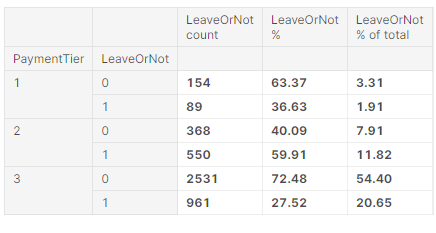 LeaveOrNot count LeaveOrNot % LeaveOrNot % of total
PaymentTier LeaveOrNot
1 0 154 63.37 3.31
1 89 36.63 1.91
2 0 368 40.09 7.91
1 550 59.91 11.82
3 0 2531 72.48 54.40
1 961 27.52 20.65